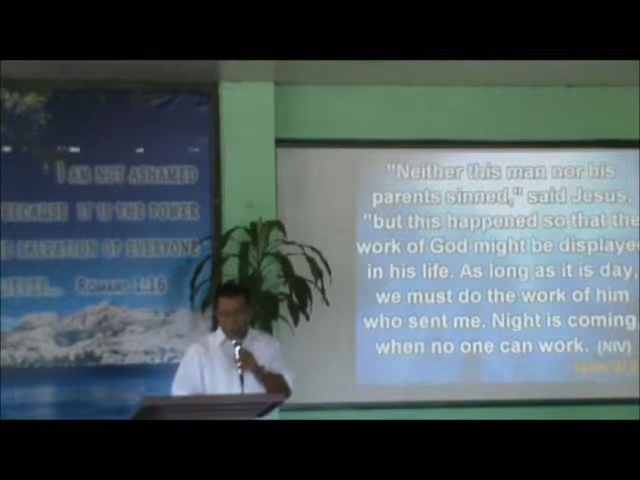 I AM NOT ASHAMED
BECAUSE IT IS THE POWER
SALVATION OF EVERYONE
ROMANS 1:16
"Neither this man nor his
parents sinned," said Jesus,
"but this happened so that the
work of God might be displaye
in his life. As long as it is day,
we must do the work of him
who sent me. Night is coming,
when no one can work. (NIV)
John 9: